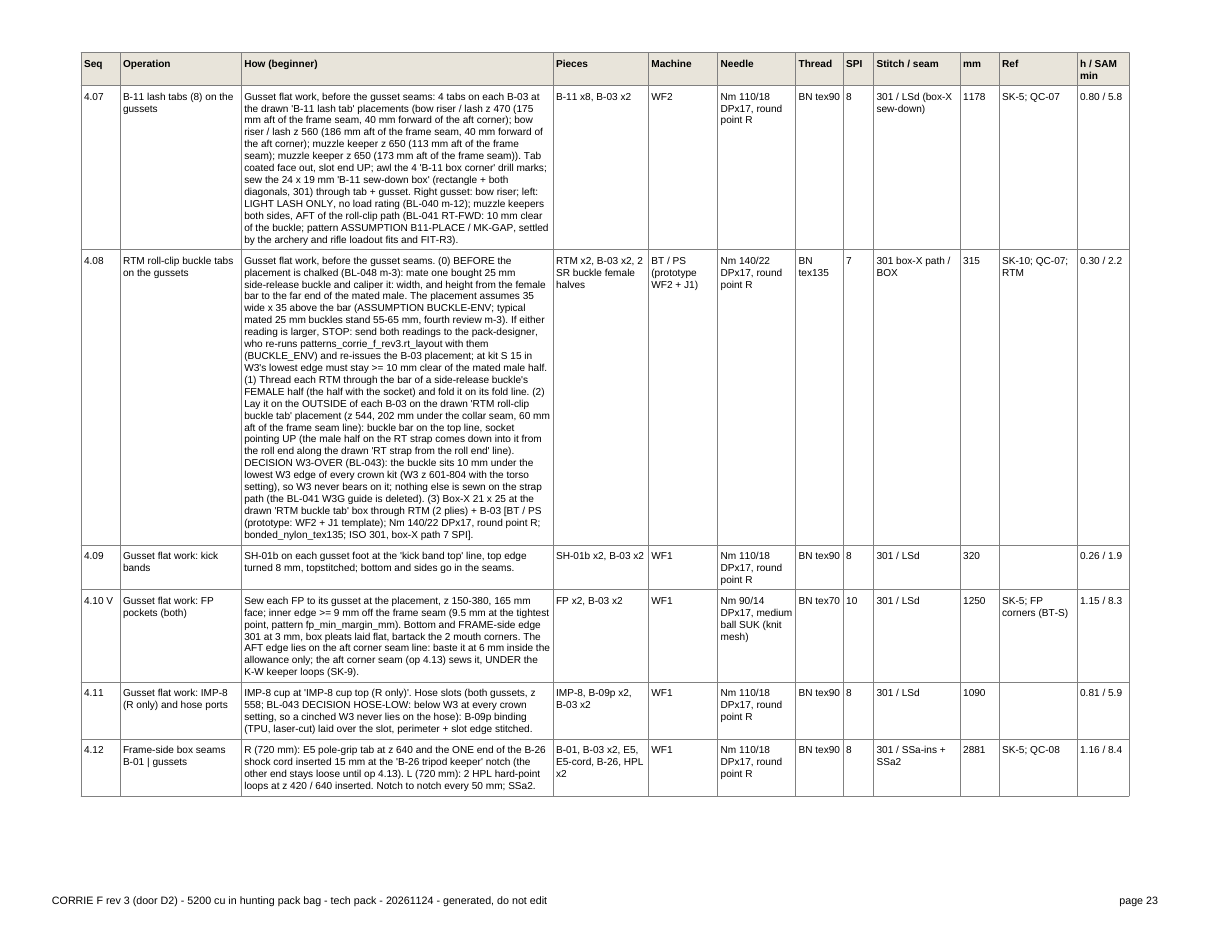 Seq Operation How (beginner) Pieces Machine Needle Thread SPI Stitch / seam mm Ref h / SAM
min
4.07 B-11 lash tabs (8) on the
gussets
Gusset flat work, before the gusset seams: 4 tabs on each B-03 at
the drawn 'B-11 lash tab' placements (bow riser / lash z 470 (175
mm aft of the frame seam, 40 mm forward of the aft corner); bow
riser / lash z 560 (186 mm aft of the frame seam, 40 mm forward of
the aft corner); muzzle keeper z 650 (113 mm aft of the frame
seam); muzzle keeper z 650 (173 mm aft of the frame seam)). Tab
coated face out, slot end UP; awl the 4 'B-11 box corner' drill marks;
sew the 24 x 19 mm 'B-11 sew-down box' (rectangle + both
diagonals, 301) through tab + gusset. Right gusset: bow riser; left:
LIGHT LASH ONLY, no load rating (BL-040 m-12); muzzle keepers
both sides, AFT of the roll-clip path (BL-041 RT-FWD: 10 mm clear
of the buckle; pattern ASSUMPTION B11-PLACE / MK-GAP, settled
by the archery and rifle loadout fits and FIT-R3).
B-11 x8, B-03 x2
WF2
Nm 110/18
DPx17, round
point R
BN tex90
8
301 / LSd (box-X
sew-down)
1178
SK-5; QC-07
0.80 / 5.8
4.08 RTM roll-clip buckle tabs
on the gussets
Gusset flat work, before the gusset seams. (0) BEFORE the
placement is chalked (BL-048 m-3): mate one bought 25 mm
side-release buckle and caliper it: width, and height from the female
bar to the far end of the mated male. The placement assumes 35
wide x 35 above the bar (ASSUMPTION BUCKLE-ENV; typical
mated 25 mm buckles stand 55-65 mm, fourth review m-3). If either
reading is larger, STOP: send both readings to the pack-designer,
who re-runs patterns_corrie_f_rev3.rt_layout with them
(BUCKLE_ENV) and re-issues the B-03 placement; at kit S 15 in
W3's lowest edge must stay >= 10 mm clear of the mated male half.
(1) Thread each RTM through the bar of a side-release buckle's
FEMALE half (the half with the socket) and fold it on its fold line. (2)
Lay it on the OUTSIDE of each B-03 on the drawn 'RTM roll-clip
buckle tab' placement (z 544, 202 mm under the collar seam, 60 mm
aft of the frame seam line): buckle bar on the top line, socket
pointing UP (the male half on the RT strap comes down into it from
the roll end along the drawn 'RT strap from the roll end' line).
DECISION W3-OVER (BL-043): the buckle sits 10 mm under the
lowest W3 edge of every crown kit (W3 z 601-804 with the torso
setting), so W3 never bears on it; nothing else is sewn on the strap
path (the BL-041 W3G guide is deleted). (3) Box-X 21 x 25 at the
drawn 'RTM buckle tab' box through RTM (2 plies) + B-03 [BT / PS
(prototype: WF2 + J1 template); Nm 140/22 DPx17, round point R;
bonded_nylon_tex135; ISO 301, box-X path 7 SPI].
RTM x2, B-03 x2, 2
SR buckle female
halves
BT / PS
(prototype
WF2 + J1)
Nm 140/22
DPx17, round
point R
BN
tex135
7
301 box-X path /
BOX
315
SK-10; QC-07;
RTM
0.30 / 2.2
4.09 Gusset flat work: kick
bands
SH-01b on each gusset foot at the 'kick band top' line, top edge
turned 8 mm, topstitched; bottom and sides go in the seams.
SH-01b x2, B-03 x2
WF1
Nm 110/18
DPx17, round
point R
BN tex90
8
301 / LSd
320
0.26 / 1.9
4.10 V Gusset flat work: FP
pockets (both)
Sew each FP to its gusset at the placement, z 150-380, 165 mm
face; inner edge >= 9 mm off the frame seam (9.5 mm at the tightest
point, pattern fp_min_margin_mm). Bottom and FRAME-side edge
301 at 3 mm, box pleats laid flat, bartack the 2 mouth corners. The
AFT edge lies on the aft corner seam line: baste it at 6 mm inside the
allowance only; the aft corner seam (op 4.13) sews it, UNDER the
K-W keeper loops (SK-9).
FP x2, B-03 x2
WF1
Nm 90/14
DPx17, medium
ball SUK (knit
mesh)
BN tex70
10
301 / LSd
1250
SK-5; FP
corners (BT-S)
1.15 / 8.3
4.11 Gusset flat work: IMP-8
(R only) and hose ports
IMP-8 cup at 'IMP-8 cup top (R only)'. Hose slots (both gussets, z
558; BL-043 DECISION HOSE-LOW: below W3 at every crown
setting, so a cinched W3 never lies on the hose): B-09p binding
(TPU, laser-cut) laid over the slot, perimeter + slot edge stitched.
IMP-8, B-09p x2,
B-03 x2
WF1
Nm 110/18
DPx17, round
point R
BN tex90
8
301 / LSd
1090
0.81 / 5.9
4.12 Frame-side box seams
B-01 | gussets
R (720 mm): E5 pole-grip tab at z 640 and the ONE end of the B-26
shock cord inserted 15 mm at the 'B-26 tripod keeper' notch (the
other end stays loose until op 4.13). L (720 mm): 2 HPL hard-point
loops at z 420 / 640 inserted. Notch to notch every 50 mm; SSa2.
B-01, B-03 x2, E5,
E5-cord, B-26, HPL
x2
WF1
Nm 110/18
DPx17, round
point R
BN tex90
8
301 / SSa-ins +
SSa2
2881
SK-5; QC-08
1.16 / 8.4
CORRIE F rev 3 (door D2) - 5200 cu in hunting pack bag - tech pack - 20261124 - generated, do not edit
page 23